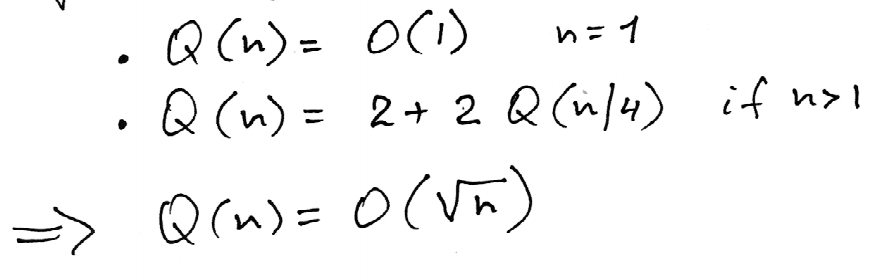 • Q(n) = O(1) n=1
• Q(n) = 2 + 2 Q(n/4) if n>1
⇒ Q(n) = O(√n)